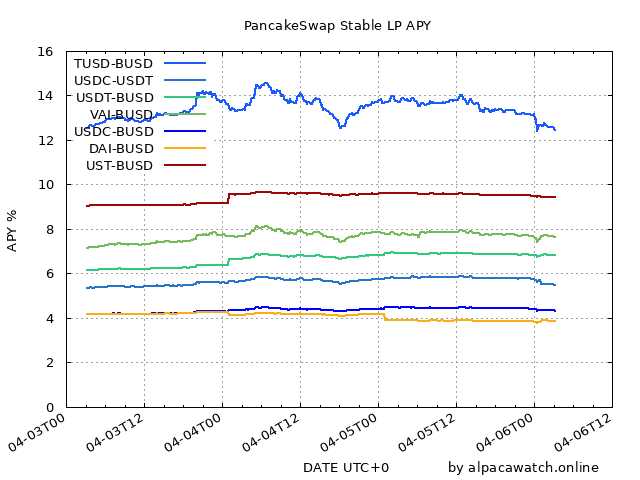 PancakeSwap Stable LP APY
APY %
16
14
12
10
8
6
4
2
0
TUSD-BUSD
USDC-USDT
USDT-BUSD
VAI-BUSD
USDC-BUSD
DAI-BUSD
UST-BUSD
04-03T00
04-03T12
04-04T00
04-04T12
04-05T00
04-05T12
04-06T00
04-06T12
DATE UTC+0
by alpacawatch.online